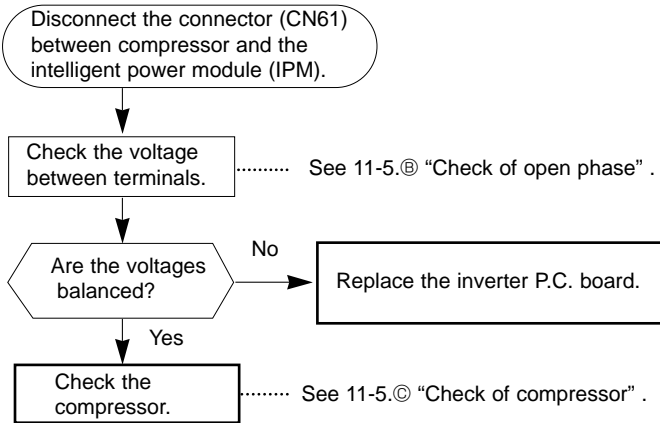 Disconnect the connector (CN61)
between compressor and the
intelligent power module (IPM).
Check the voltage
between terminals.
See 11-5.Ⓑ “Check of open phase” .
Are the voltages
balanced?
No
Replace the inverter P.C. board.
Yes
Check the
compressor.
See 11-5.Ⓒ “Check of compressor” .